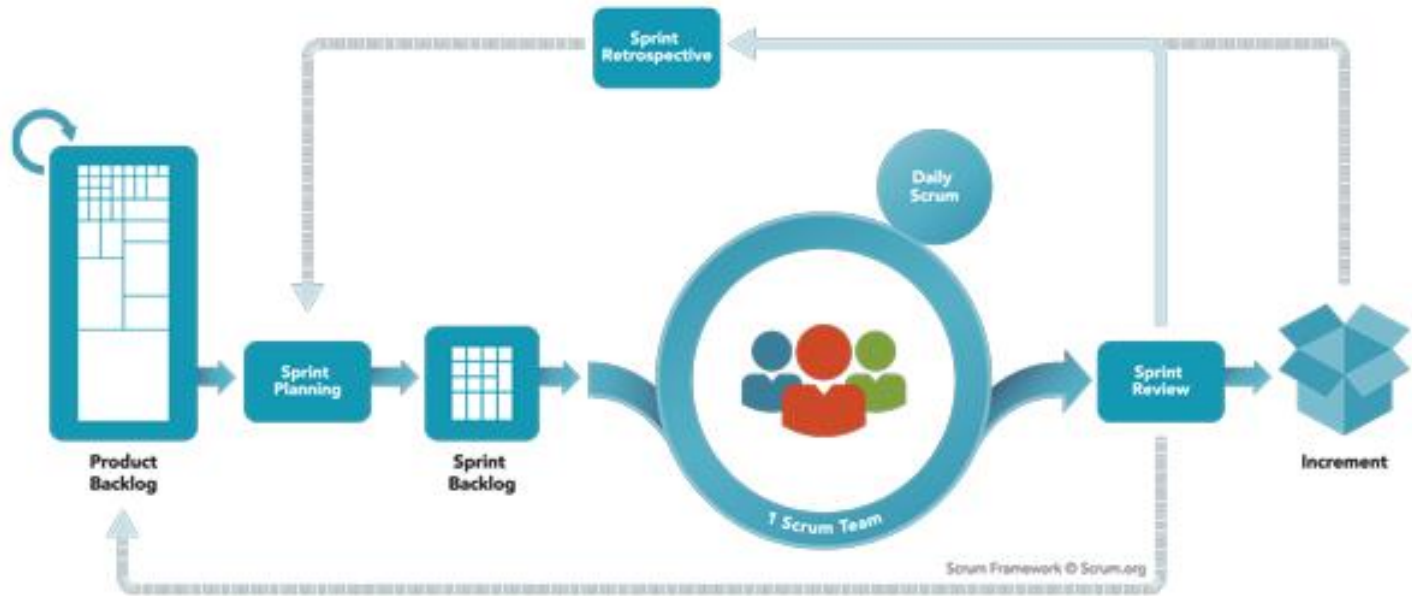 Sprint
Retrospective
Daily
Scrum
Sprint
Planning
Sprint
Review
Product
Backlog
Sprint
Backlog
Increment
1 Scrum Team
Scrum Framework © Scrum.org